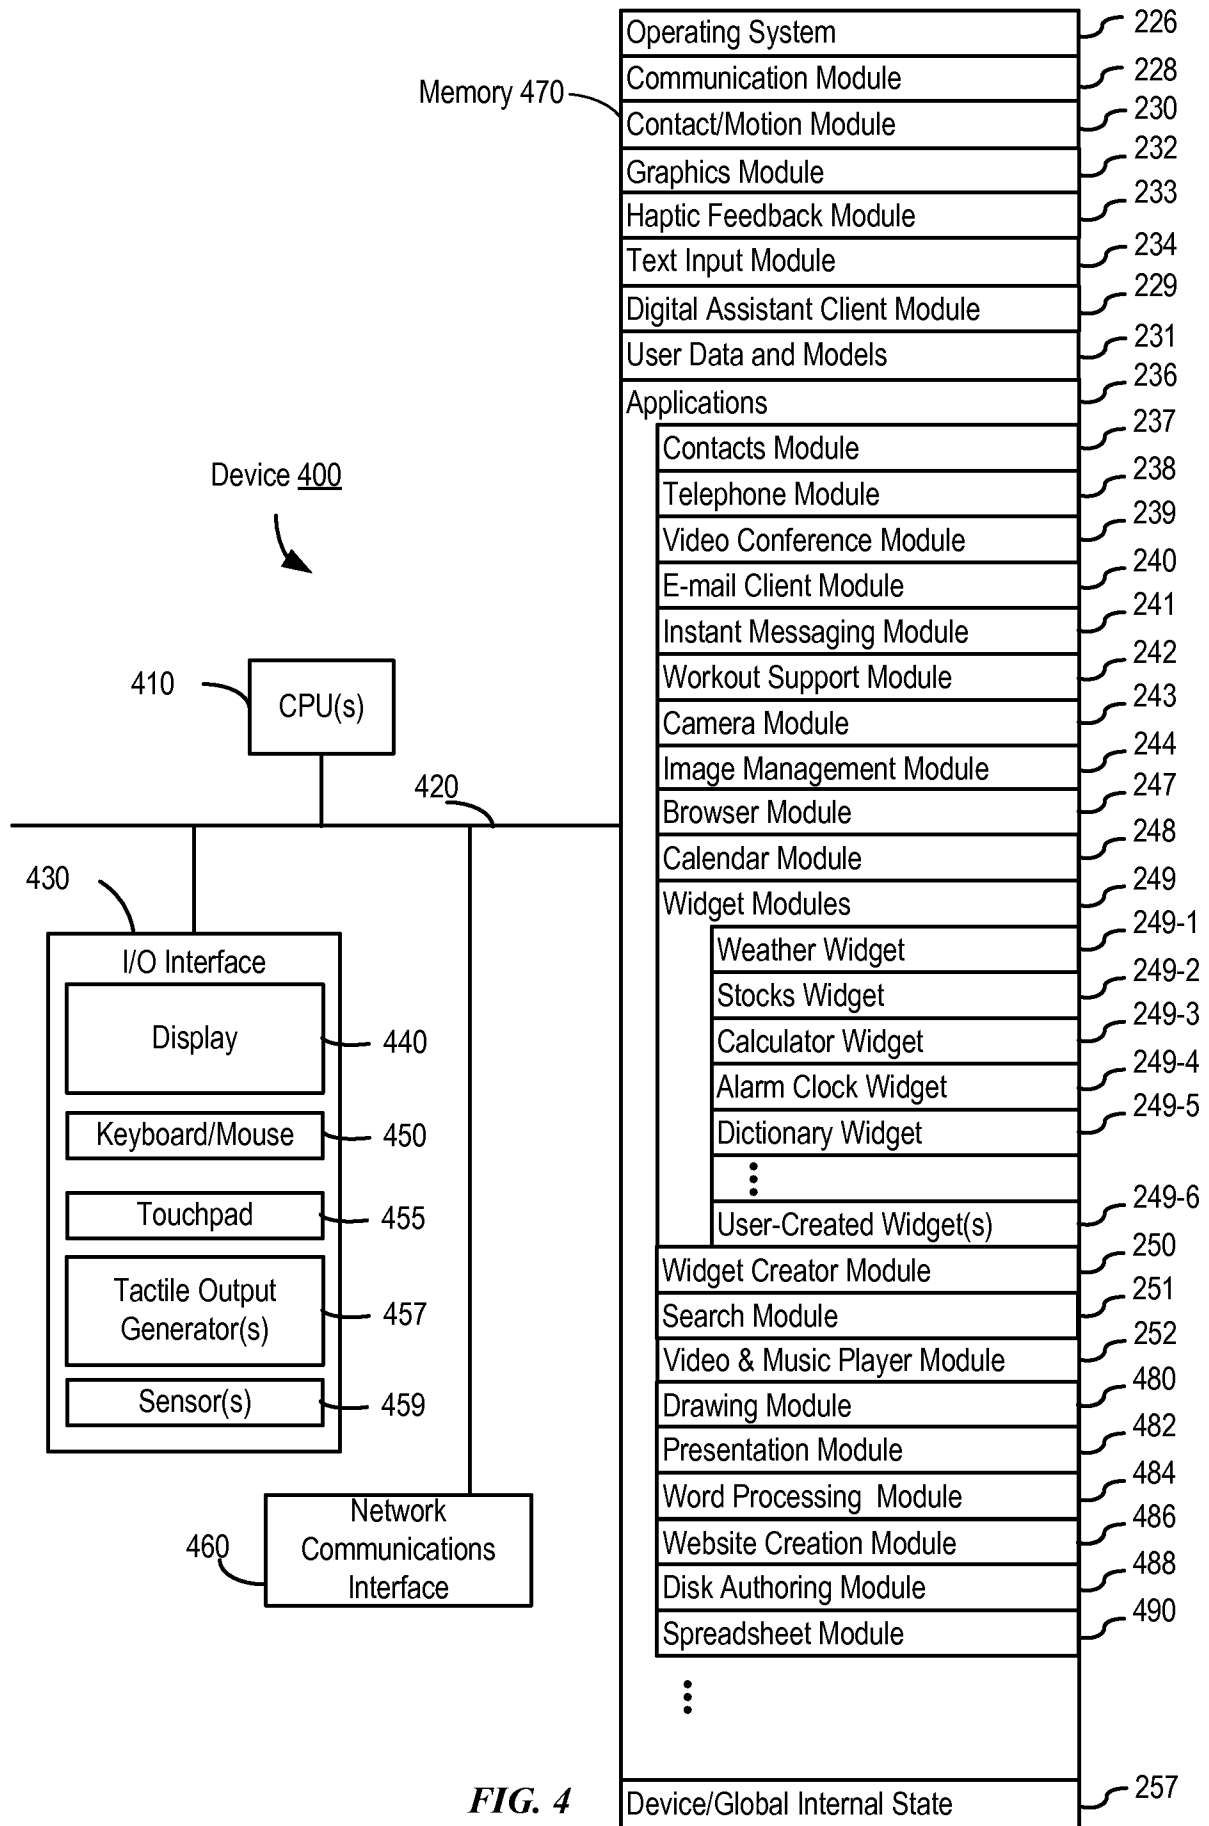 Operating System 226
Communication Module 228
Memory 470
Contact/Motion Module 230
Graphics Module 232
Haptic Feedback Module 233
Text Input Module 234
Digital Assistant Client Module 229
User Data and Models 231
Applications 236
Contacts Module 237
Telephone Module 238
Video Conference Module 239
E-mail Client Module 240
Instant Messaging Module 241
Workout Support Module 242
Camera Module 243
Image Management Module 244
Browser Module 247
Calendar Module 248
Widget Modules 249
Weather Widget 249-1
Stocks Widget 249-2
Calculator Widget 249-3
Alarm Clock Widget 249-4
Dictionary Widget 249-5
User-Created Widget(s) 249-6
Widget Creator Module 250
Search Module 251
Video & Music Player Module 252
Drawing Module 480
Presentation Module 482
Word Processing Module 484
Website Creation Module 486
Disk Authoring Module 488
Spreadsheet Module 490
Device/Global Internal State 257
Device 400
410
CPU(s)
420
430
I/O Interface
Display 440
Keyboard/Mouse 450
Touchpad 455
Tactile Output
Generator(s) 457
Sensor(s) 459
460
Network
Communications
Interface
FIG. 4